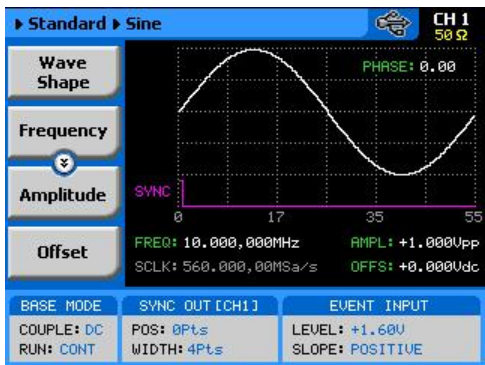 Standard Sine
CH 1
50 Ω
Wave Shape
PHASE: 0.00
Frequency
Amplitude
SYNC
0 17 35 55
Offset
FREQ: 10.000,000MHz AMPL: +1.000Vpp
SCLK: 560.000,00MSa/s OFFS: +0.000Vdc
BASE MODE SYNC OUT [CH1] EVENT INPUT
COUPLE: DC POS: 0Pts LEVEL: +1.60V
RUN: CONT WIDTH: 4Pts SLOPE: POSITIVE